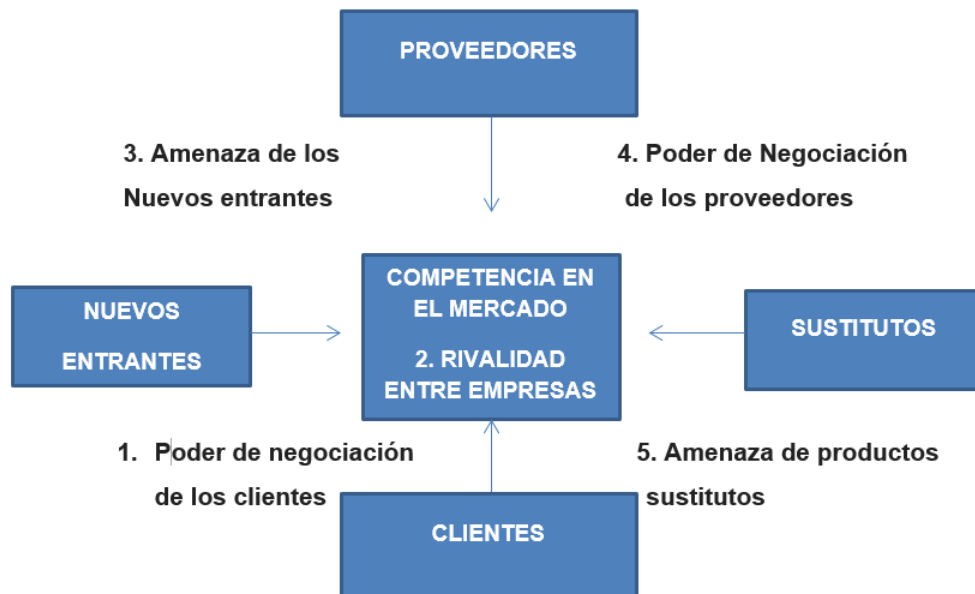 PROVEEDORES
3. Amenaza de los
Nuevos entrantes
4. Poder de Negociación
de los proveedores
NUEVOS
ENTRANTES
COMPETENCIA EN
EL MERCADO
2. RIVALIDAD
ENTRE EMPRESAS
SUSTITUTOS
1. Poder de negociación
de los clientes
5. Amenaza de productos
sustitutos
CLIENTES